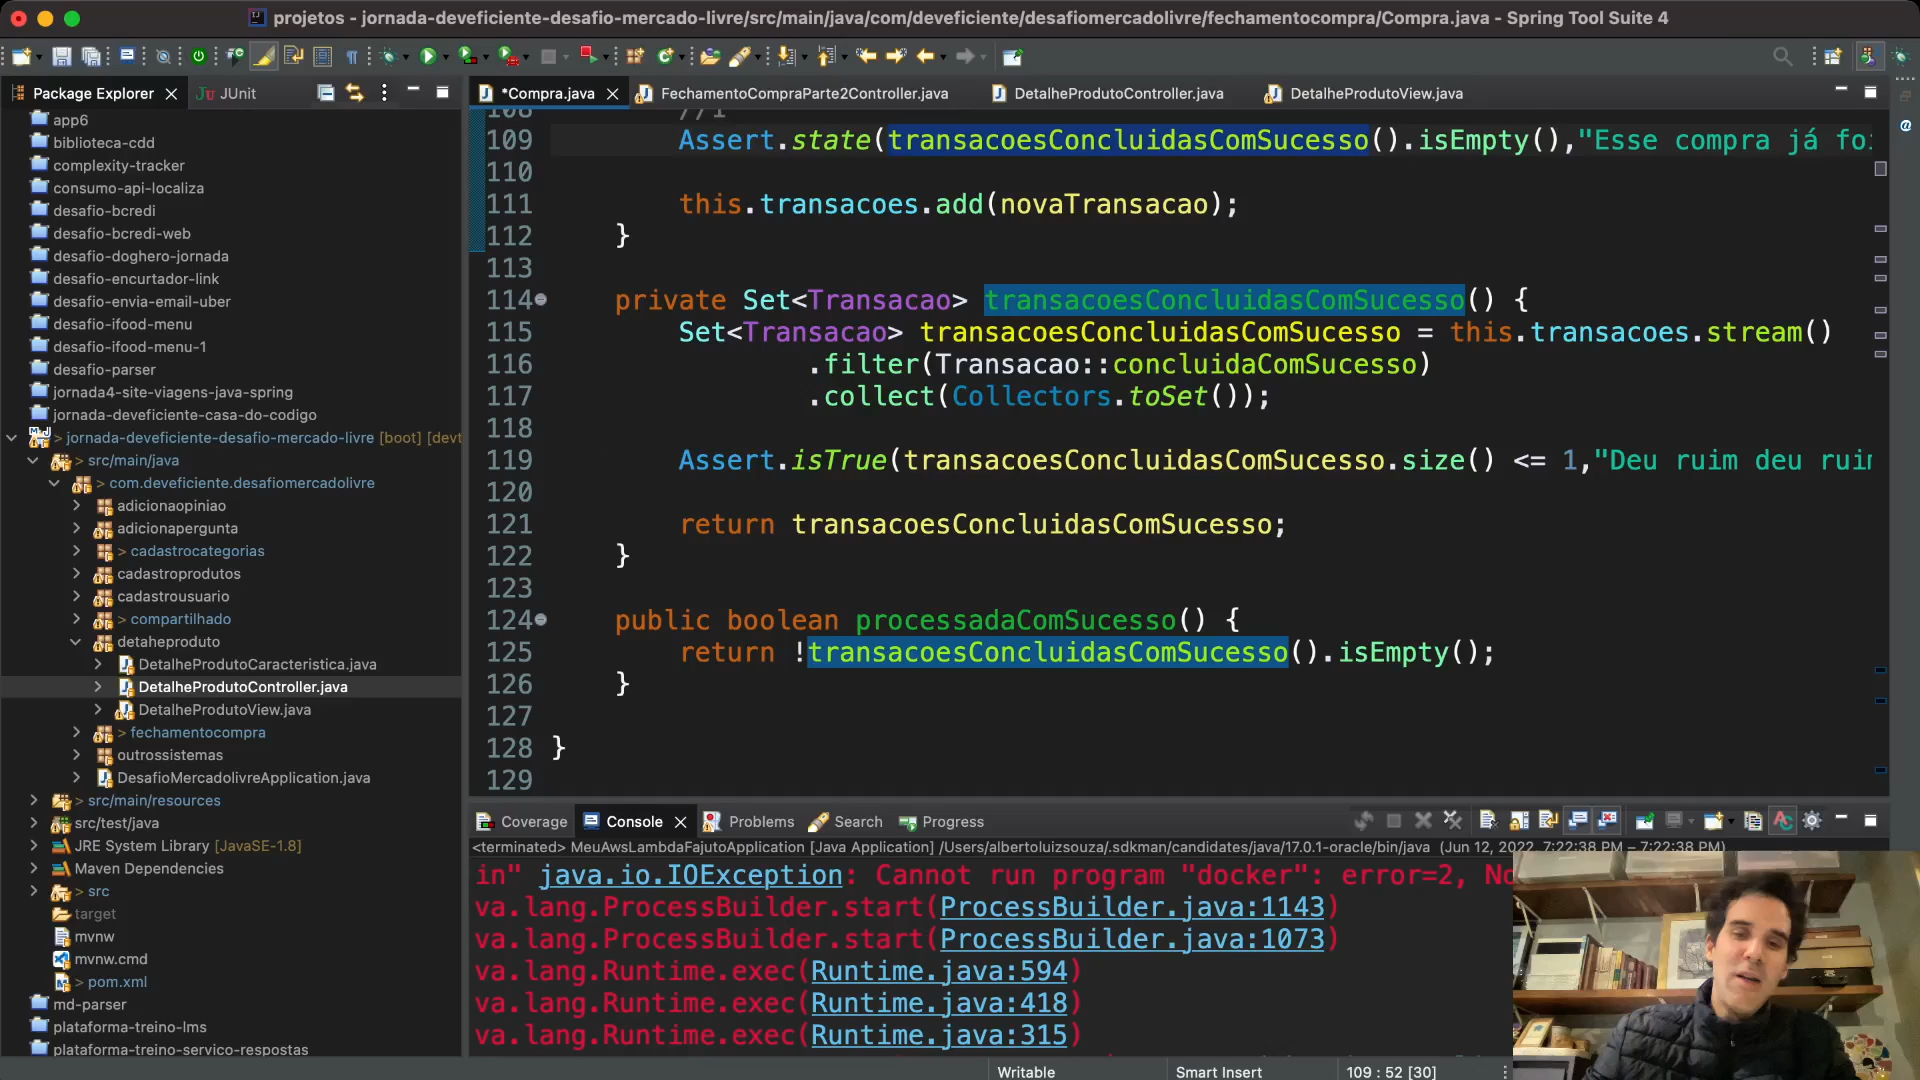 projetos - jornada-deveficiente-desafio-mercado-livre/src/main/java/com/deveficiente/desafiomercadolivre/fechamentocompra/Compra.java - Spring Tool Suite 4
Package Explorer
JUnit
*Compra.java
FechamentoCompraParte2Controller.java
DetalheProdutoController.java
DetalheProdutoView.java
app6
biblioteca-cdd
complexity-tracker
consumo-api-localiza
desafio-bcredi
desafio-bcredi-web
desafio-doghero-jornada
desafio-encurtador-link
desafio-envia-email-uber
desafio-ifood-menu
desafio-ifood-menu-1
desafio-parser
jornada4-site-viagens-java-spring
jornada-deveficiente-casa-do-codigo
> jornada-deveficiente-desafio-mercado-livre [boot] [devt
> src/main/java
> com.deveficiente.desafiomercadolivre
adicionaopiniao
adicionapergunta
> cadastrocategorias
cadastroprodutos
cadastrousuario
> compartilhado
detaheproduto
DetalheProdutoCaracteristica.java
DetalheProdutoController.java
DetalheProdutoView.java
> fechamentocompra
outrossistemas
DesafioMercadolivreApplication.java
> src/main/resources
src/test/java
JRE System Library [JavaSE-1.8]
Maven Dependencies
> src
target
mvnw
mvnw.cmd
> pom.xml
md-parser
plataforma-treino-lms
plataforma-treino-servico-respostas
108 //1
109 Assert.state(transacoesConcluidasComSucesso().isEmpty(),"Esse compra já foi
110
111 this.transacoes.add(novaTransacao);
112 }
113
114 private Set<Transacao> transacoesConcluidasComSucesso() {
115 Set<Transacao> transacoesConcluidasComSucesso = this.transacoes.stream()
116 .filter(Transacao::concluidaComSucesso)
117 .collect(Collectors.toSet());
118
119 Assert.isTrue(transacoesConcluidasComSucesso.size() <= 1,"Deu ruim deu ruim
120
121 return transacoesConcluidasComSucesso;
122 }
123
124 public boolean processadaComSucesso() {
125 return !transacoesConcluidasComSucesso().isEmpty();
126 }
127
128 }
129
Coverage
Console
Problems
Search
Progress
<terminated> MeuAwsLambdaFajutoApplication [Java Application] /Users/albertoluizsouza/.sdkman/candidates/java/17.0.1-oracle/bin/java (Jun 12, 2022, 7:22:38 PM – 7:22:38 PM)
in" java.io.IOException: Cannot run program "docker": error=2, No
va.lang.ProcessBuilder.start(ProcessBuilder.java:1143)
va.lang.ProcessBuilder.start(ProcessBuilder.java:1073)
va.lang.Runtime.exec(Runtime.java:594)
va.lang.Runtime.exec(Runtime.java:418)
va.lang.Runtime.exec(Runtime.java:315)
Writable
Smart Insert
109 : 52 [30]